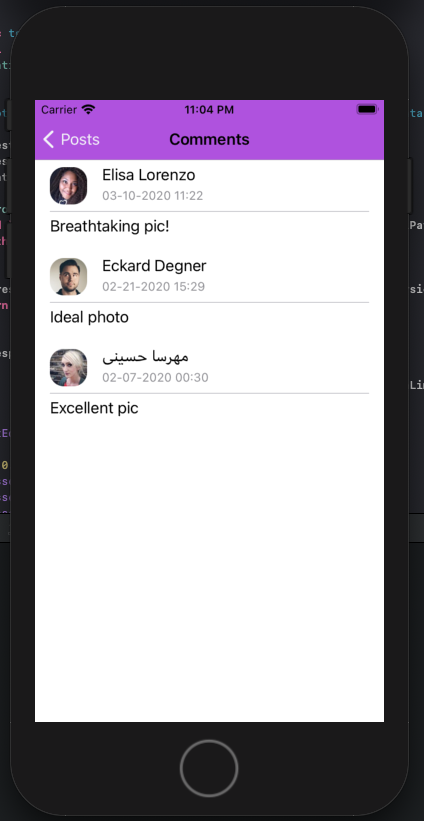 Carrier 11:04 PM
Posts Comments
Elisa Lorenzo
03-10-2020 11:22
Breathtaking pic!
Eckard Degner
02-21-2020 15:29
Ideal photo
مهرسا حسینی
02-07-2020 00:30
Excellent pic